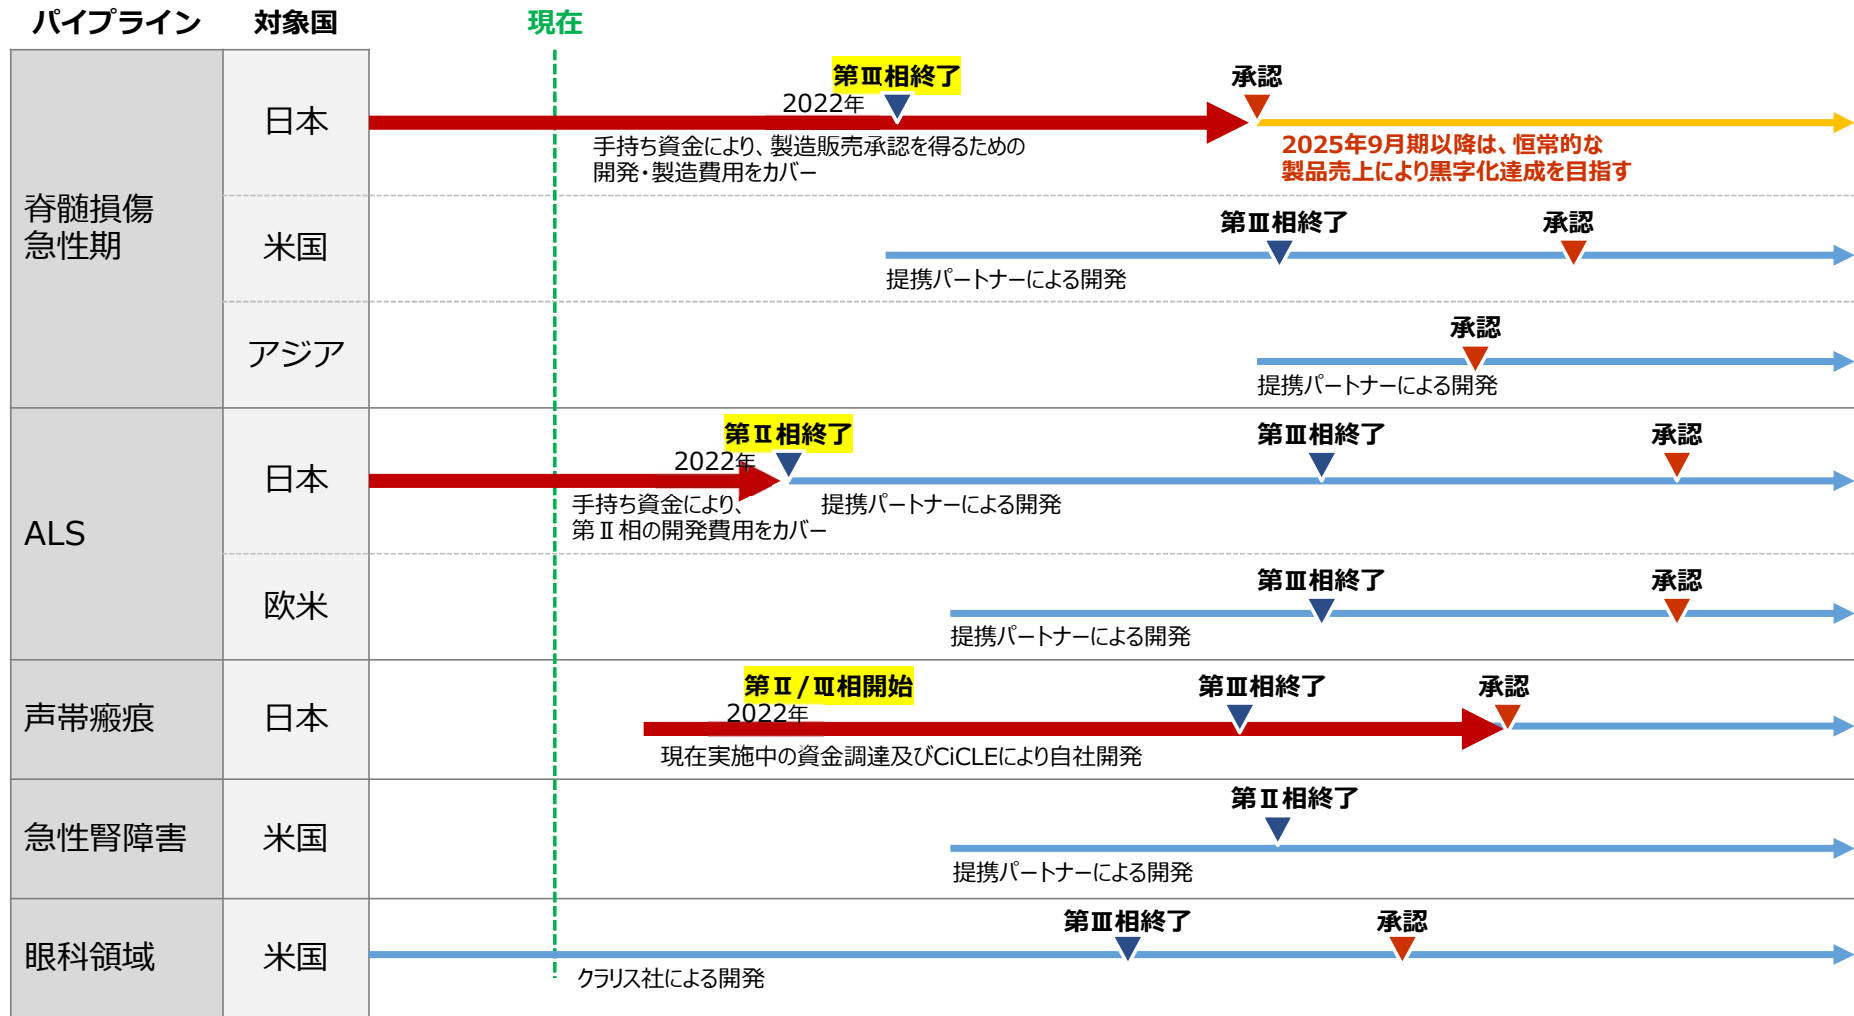 パイプライン 対象国 現在
脊髄損傷
急性期
日本
第Ⅲ相終了
2022年
承認
手持ち資金により、製造販売承認を得るための
開発・製造費用をカバー
2025年9月期以降は、恒常的な
製品売上により黒字化達成を目指す
米国
第Ⅲ相終了
承認
提携パートナーによる開発
アジア
承認
提携パートナーによる開発
ALS
日本
第Ⅱ相終了
2022年
第Ⅲ相終了
承認
手持ち資金により、
第Ⅱ相の開発費用をカバー
提携パートナーによる開発
欧米
第Ⅲ相終了
承認
提携パートナーによる開発
声帯瘢痕
日本
第Ⅱ/Ⅲ相開始
2022年
第Ⅲ相終了
承認
現在実施中の資金調達及びCiCLEにより自社開発
急性腎障害
米国
第Ⅱ相終了
提携パートナーによる開発
眼科領域
米国
第Ⅲ相終了
承認
クラリス社による開発